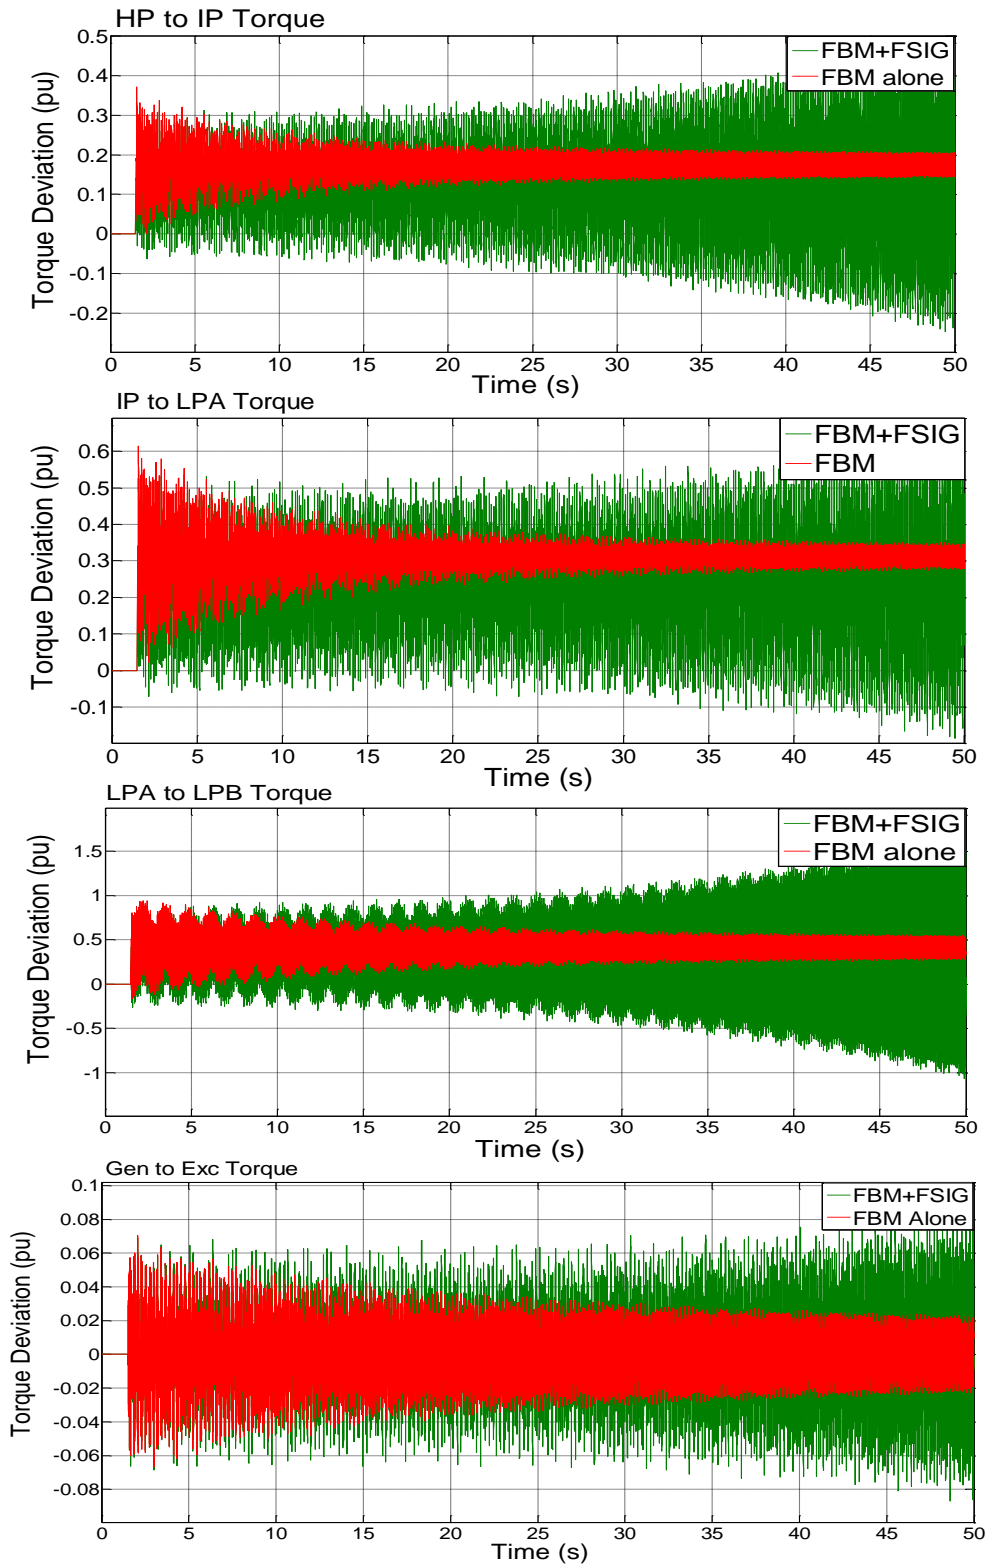 HP to IP Torque
Torque Deviation (pu)
0.5
0.4
0.3
0.2
0.1
0
-0.1
-0.2
FBM+FSIG
FBM alone
0 5 10 15 20 25 30 35 40 45 50
Time (s)
IP to LPA Torque
Torque Deviation (pu)
0.6
0.5
0.4
0.3
0.2
0.1
0
-0.1
FBM+FSIG
FBM
0 5 10 15 20 25 30 35 40 45 50
Time (s)
LPA to LPB Torque
Torque Deviation (pu)
1.5
1
0.5
0
-0.5
-1
FBM+FSIG
FBM alone
0 5 10 15 20 25 30 35 40 45 50
Time (s)
Gen to Exc Torque
Torque Deviation (pu)
0.1
0.08
0.06
0.04
0.02
0
-0.02
-0.04
-0.06
-0.08
FBM+FSIG
FBM Alone
0 5 10 15 20 25 30 35 40 45 50
Time (s)